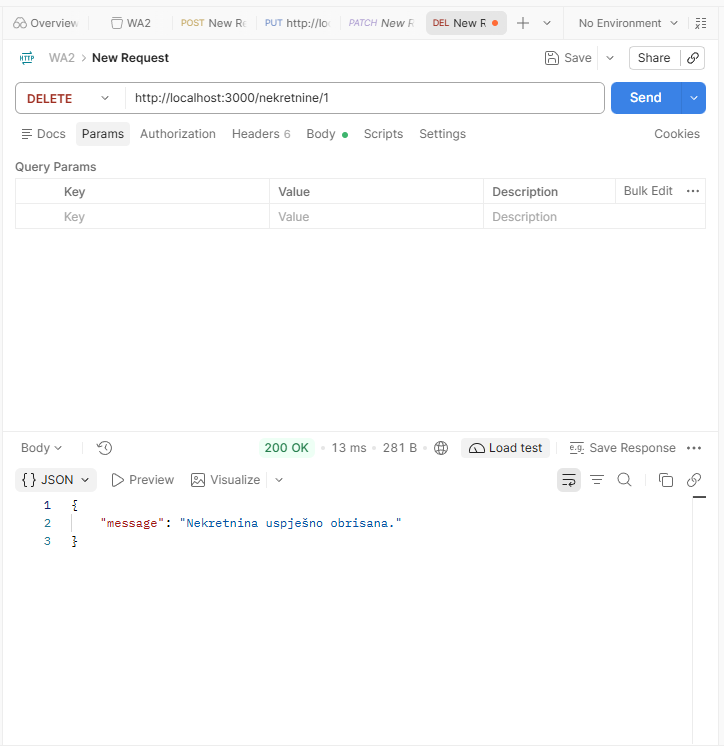 Overview WA2 POST New Re PUT http://lo PATCH New R DEL New R No Environment
HTTP WA2 > New Request Save Share
DELETE http://localhost:3000/nekretnine/1 Send
Docs Params Authorization Headers 6 Body Scripts Settings Cookies
Query Params
Key Value Description Bulk Edit
Key Value Description
Body 200 OK 13 ms 281 B Load test e.g. Save Response
{ } JSON Preview Visualize
1 {
2 "message": "Nekretnina uspješno obrisana."
3 }